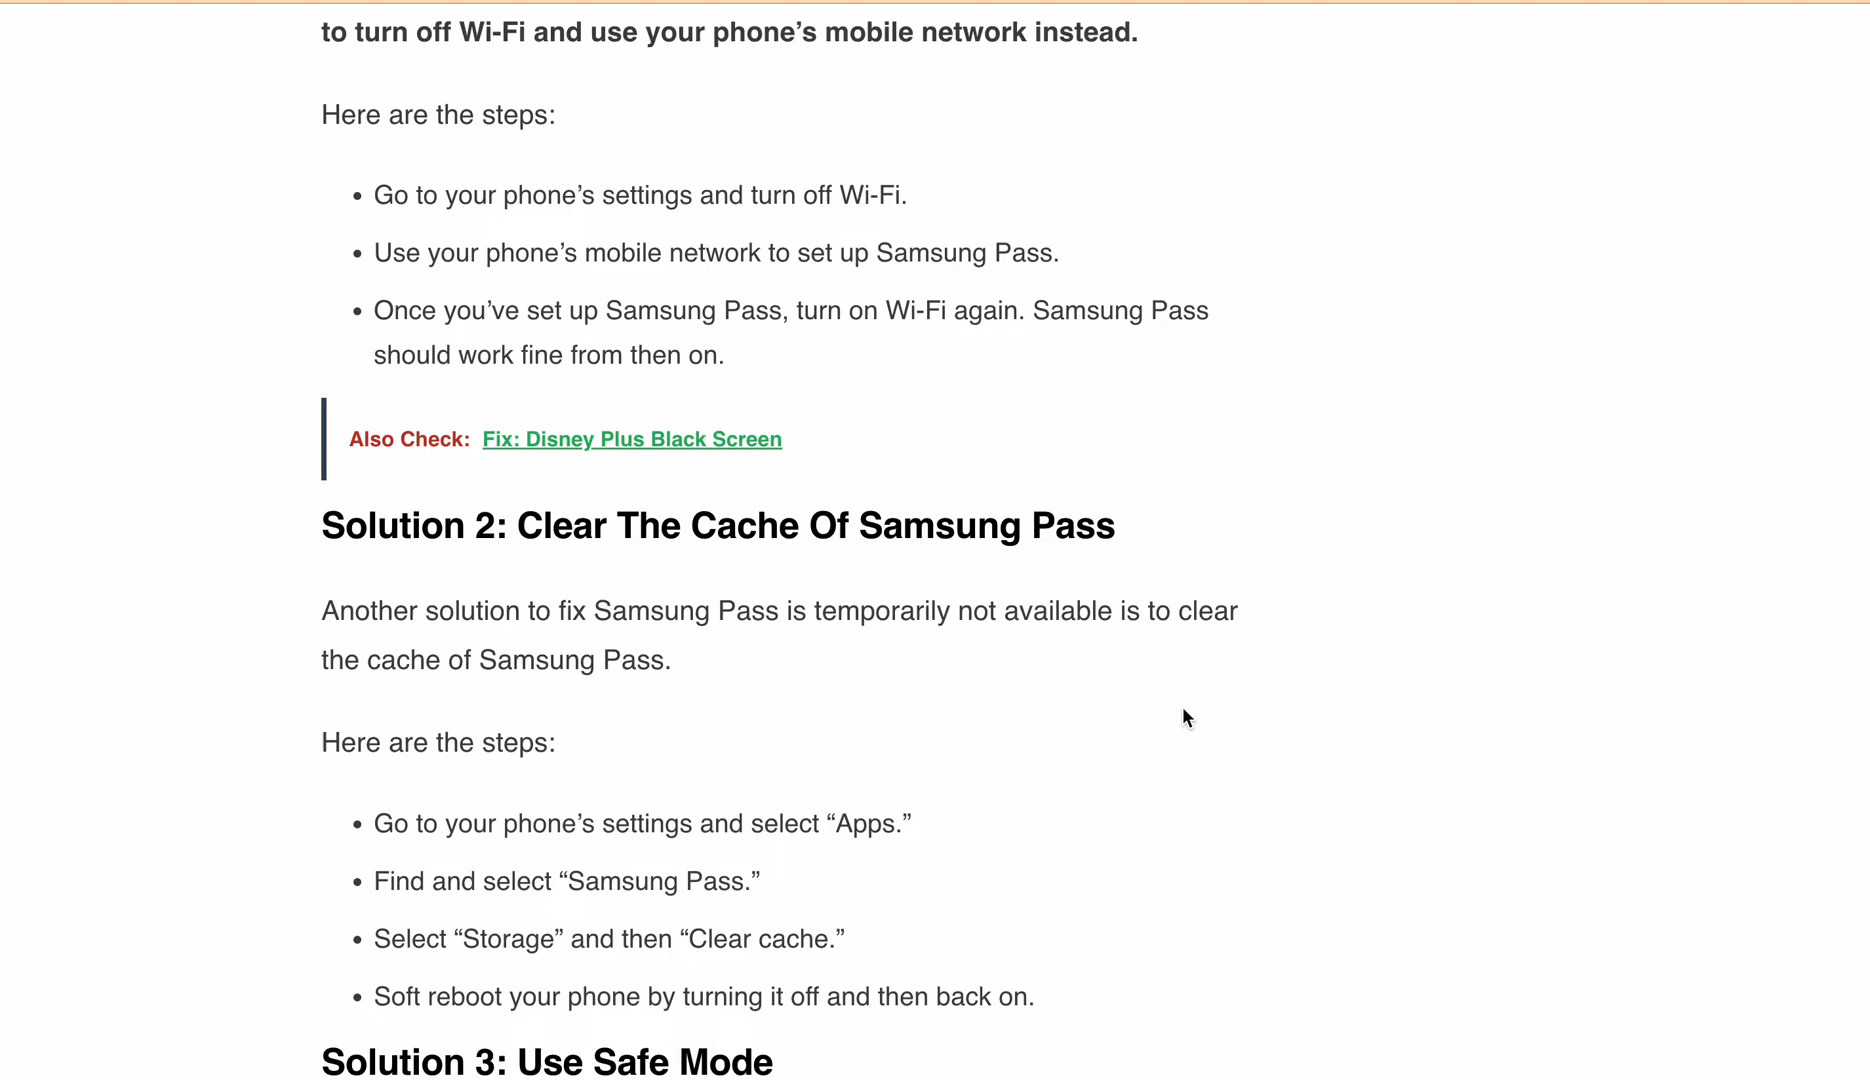 to turn off Wi-Fi and use your phone’s mobile network instead.
Here are the steps:
• Go to your phone’s settings and turn off Wi-Fi.
• Use your phone’s mobile network to set up Samsung Pass.
• Once you’ve set up Samsung Pass, turn on Wi-Fi again. Samsung Pass
should work fine from then on.
Also Check: Fix: Disney Plus Black Screen
Solution 2: Clear The Cache Of Samsung Pass
Another solution to fix Samsung Pass is temporarily not available is to clear
the cache of Samsung Pass.
Here are the steps:
• Go to your phone’s settings and select “Apps.”
• Find and select “Samsung Pass.”
• Select “Storage” and then “Clear cache.”
• Soft reboot your phone by turning it off and then back on.
Solution 3: Use Safe Mode